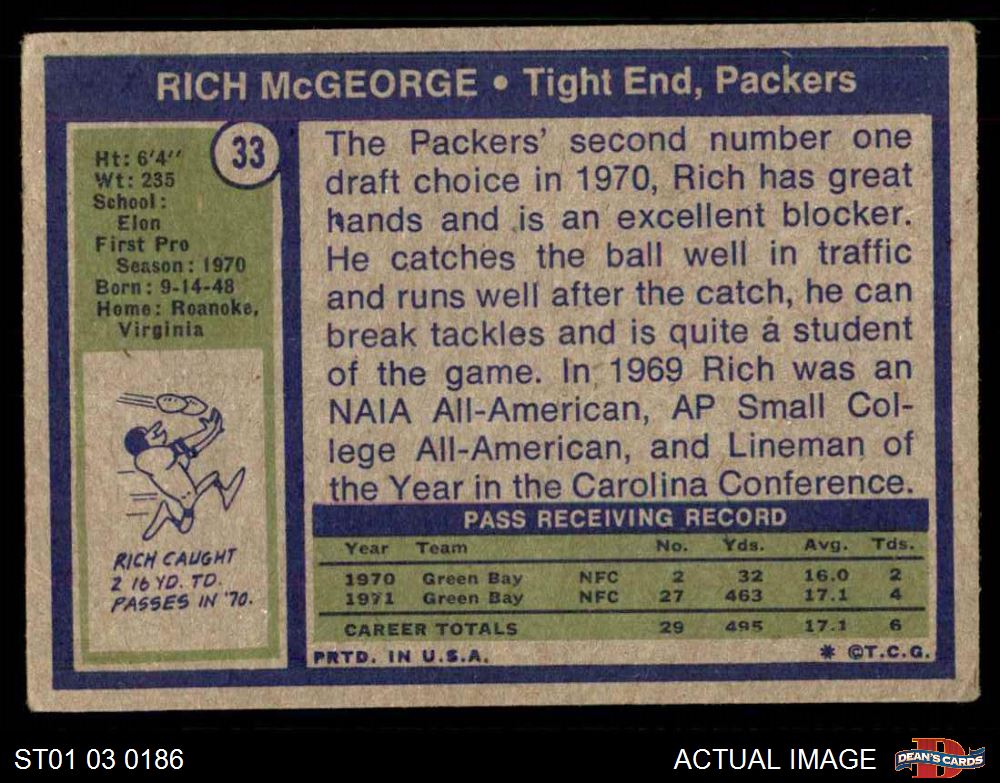 RICH McGEORGE • Tight End, Packers
33
Ht: 6'4''
Wt: 235
School:
Elon
First Pro
Season: 1970
Born: 9-14-48
Home: Roanoke,
Virginia
RICH CAUGHT
2 16 YD. TD.
PASSES IN '70.
The Packers' second number one
draft choice in 1970, Rich has great
hands and is an excellent blocker.
He catches the ball well in traffic
and runs well after the catch, he can
break tackles and is quite a student
of the game. In 1969 Rich was an
NAIA All-American, AP Small Col-
lege All-American, and Lineman of
the Year in the Carolina Conference.
PASS RECEIVING RECORD
Year Team No. Yds. Avg. Tds.
1970 Green Bay NFC 2 32 16.0 2
1971 Green Bay NFC 27 463 17.1 4
CAREER TOTALS 29 495 17.1 6
PRTD. IN U.S.A. * ©T.C.G.
ST01 03 0186
ACTUAL IMAGE
D
DEAN'S CARDS